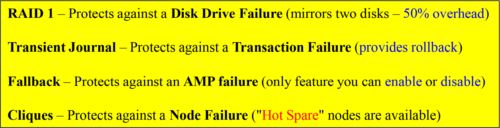 RAID 1 – Protects against a Disk Drive Failure (mirrors two disks – 50% overhead)
Transient Journal – Protects against a Transaction Failure (provides rollback)
Fallback – Protects against an AMP failure (only feature you can enable or disable)
Cliques – Protects against a Node Failure ("Hot Spare" nodes are available)